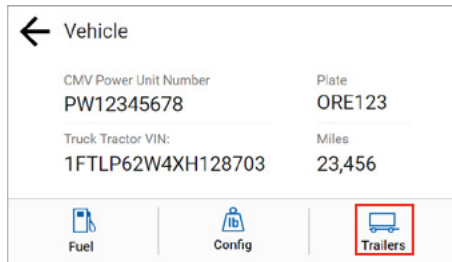 Vehicle
CMV Power Unit Number Plate
PW12345678 ORE123
Truck Tractor VIN: Miles
1FTLP62W4XH128703 23,456
lb
Fuel Config Trailers